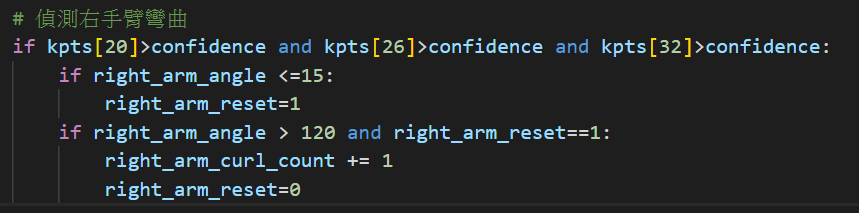 # 偵測右手臂彎曲
if kpts[20]>confidence and kpts[26]>confidence and kpts[32]>confidence:
    if right_arm_angle <=15:
        right_arm_reset=1
    if right_arm_angle > 120 and right_arm_reset==1:
        right_arm_curl_count += 1
        right_arm_reset=0